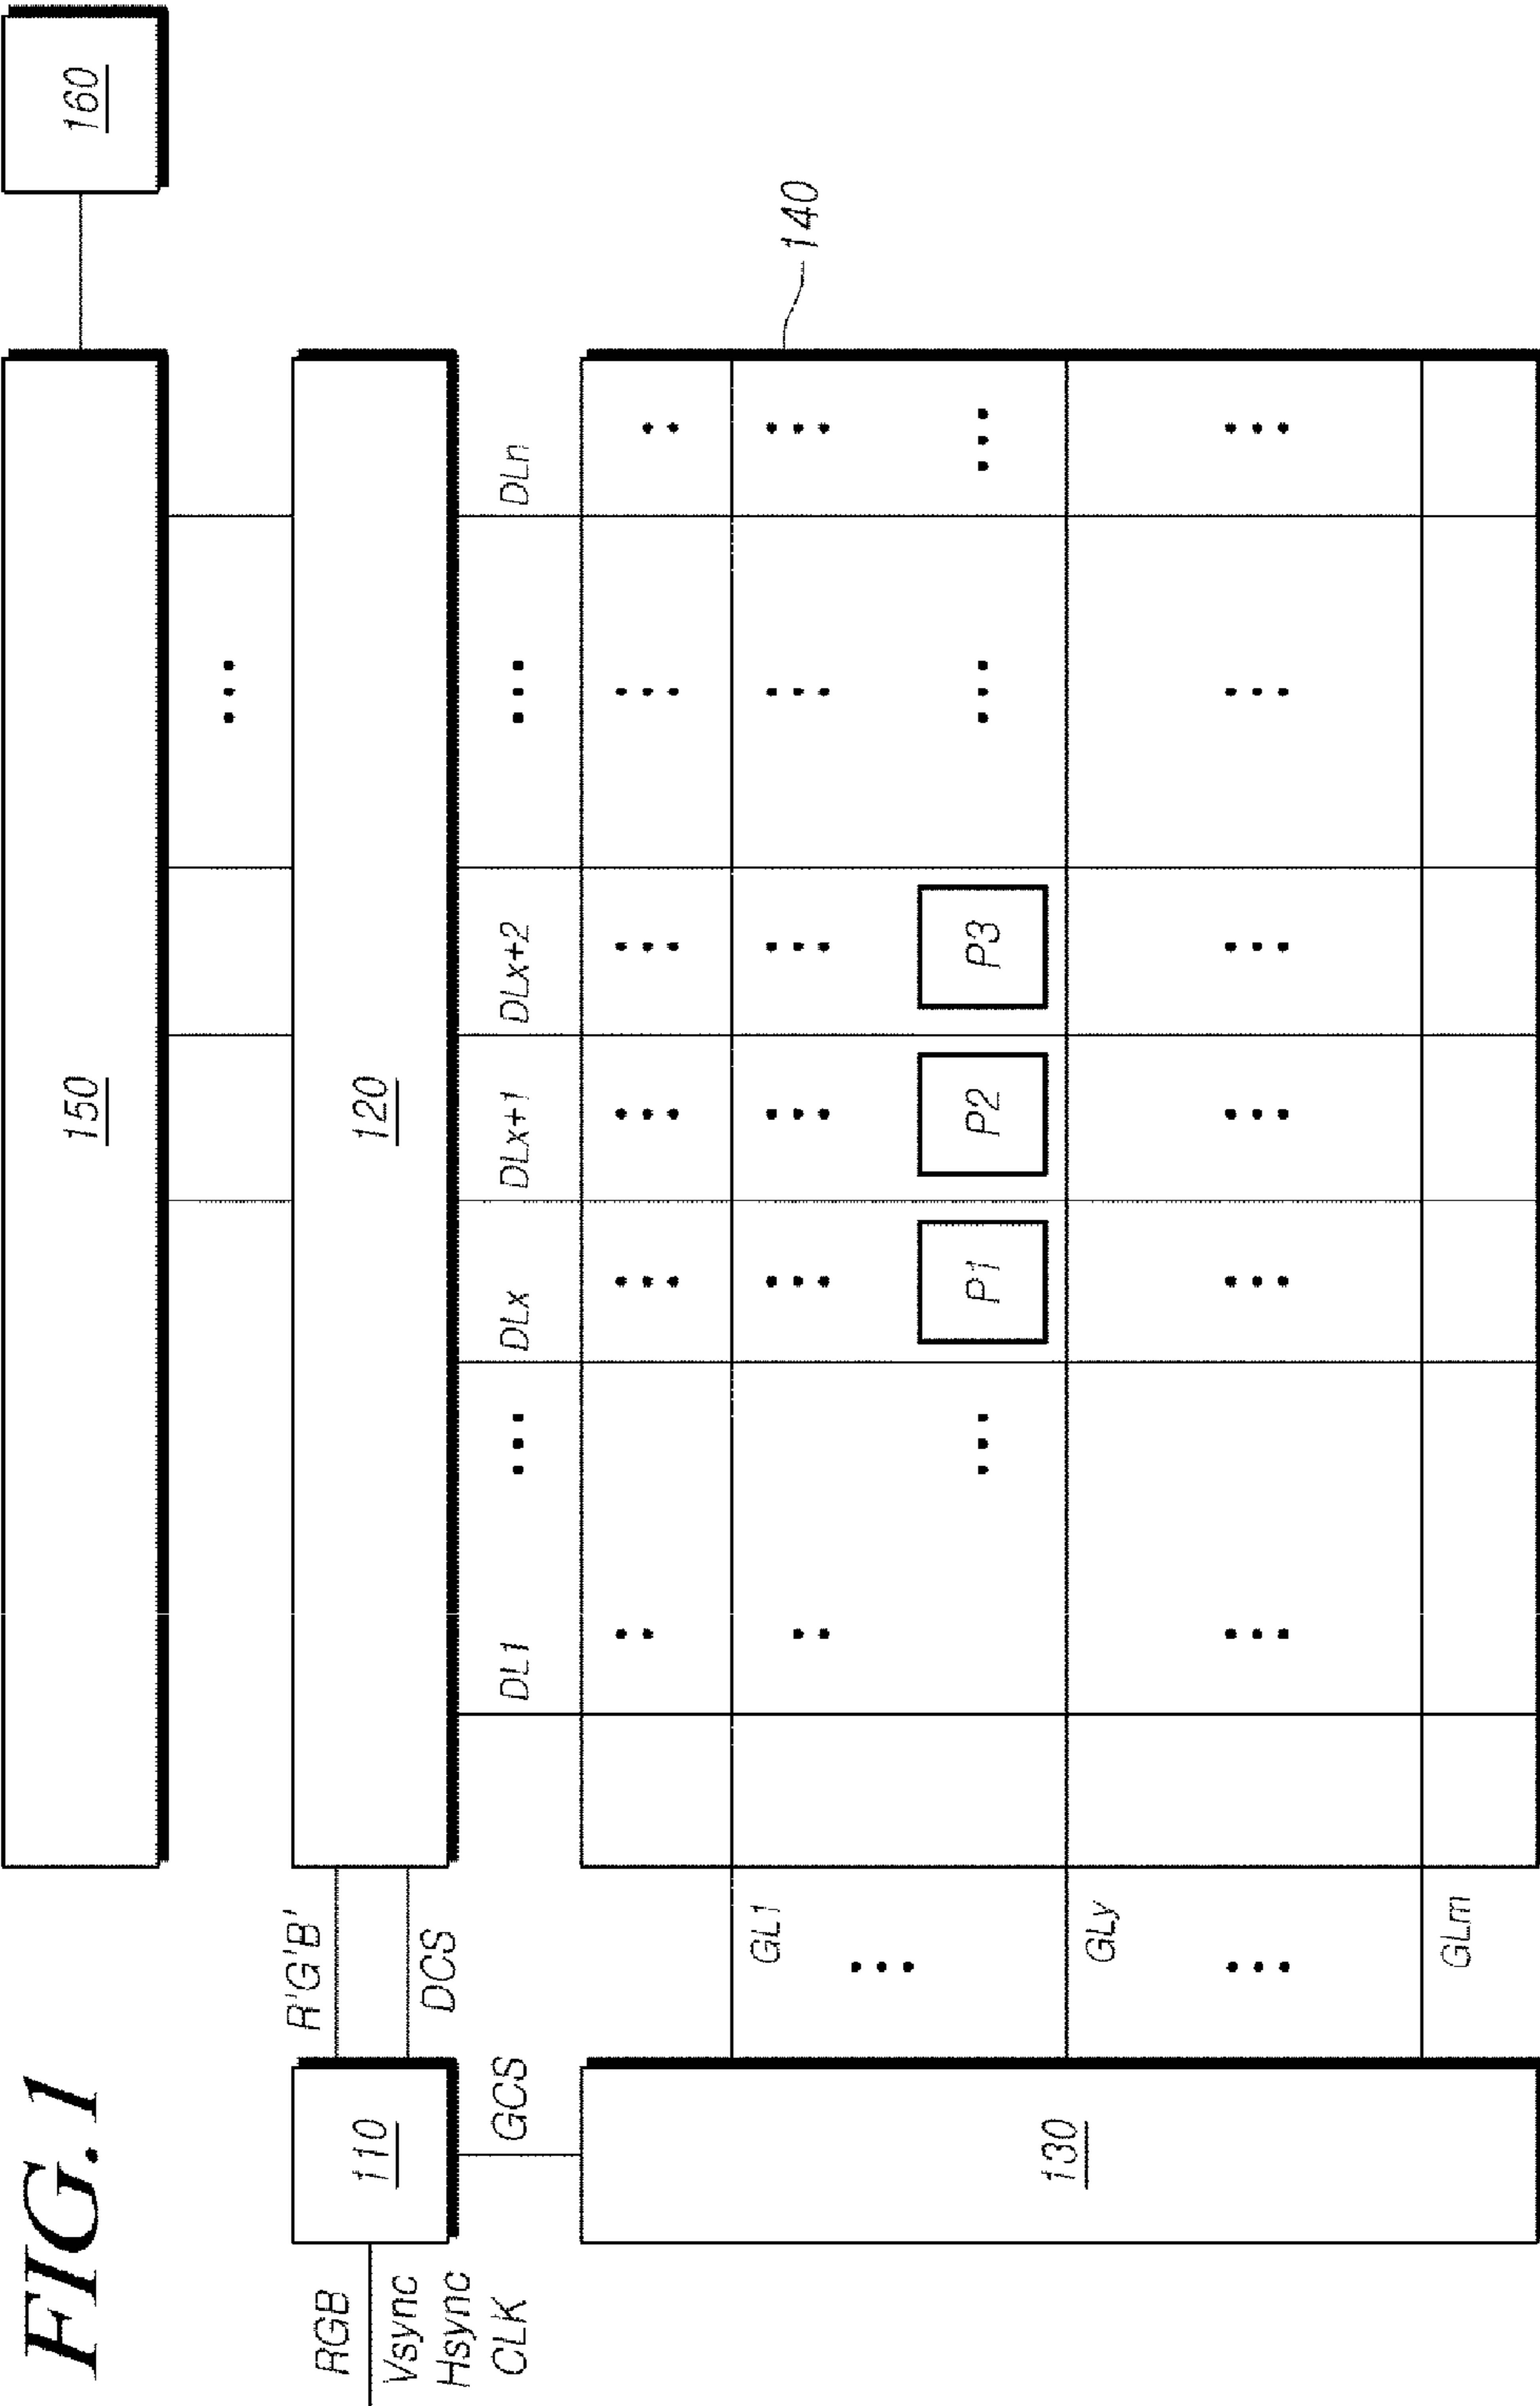 FIG. 1
150
160
RGB
Vsync
Hsync
CLK
110
R'G'B'
DCS
120
GCS
DL1
DLx
DLx+1
DLx+2
DLn
140
130
GL1
GLy
GLm
P1
P2
P3